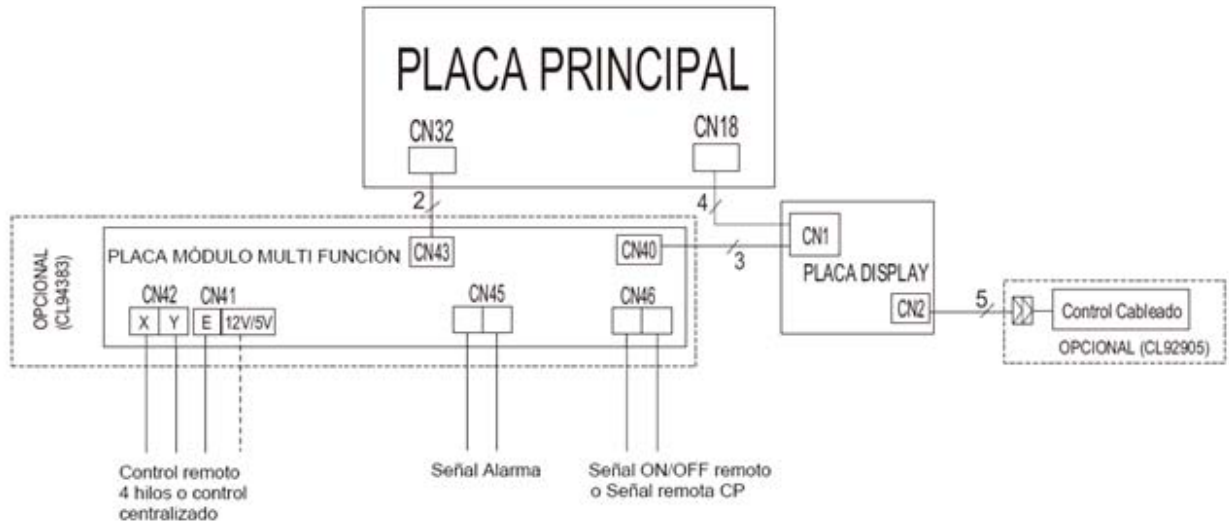 PLACA PRINCIPAL
CN32
CN18
2
4
OPCIONAL
(CL94383)
PLACA MÓDULO MULTI FUNCIÓN
CN43
CN40
3
CN1
PLACA DISPLAY
CN2
5
Control Cableado
OPCIONAL (CL92905)
CN42
CN41
X
Y
E
12V/5V
CN45
CN46
Control remoto
4 hilos o control
centralizado
Señal Alarma
Señal ON/OFF remoto
o Señal remota CP